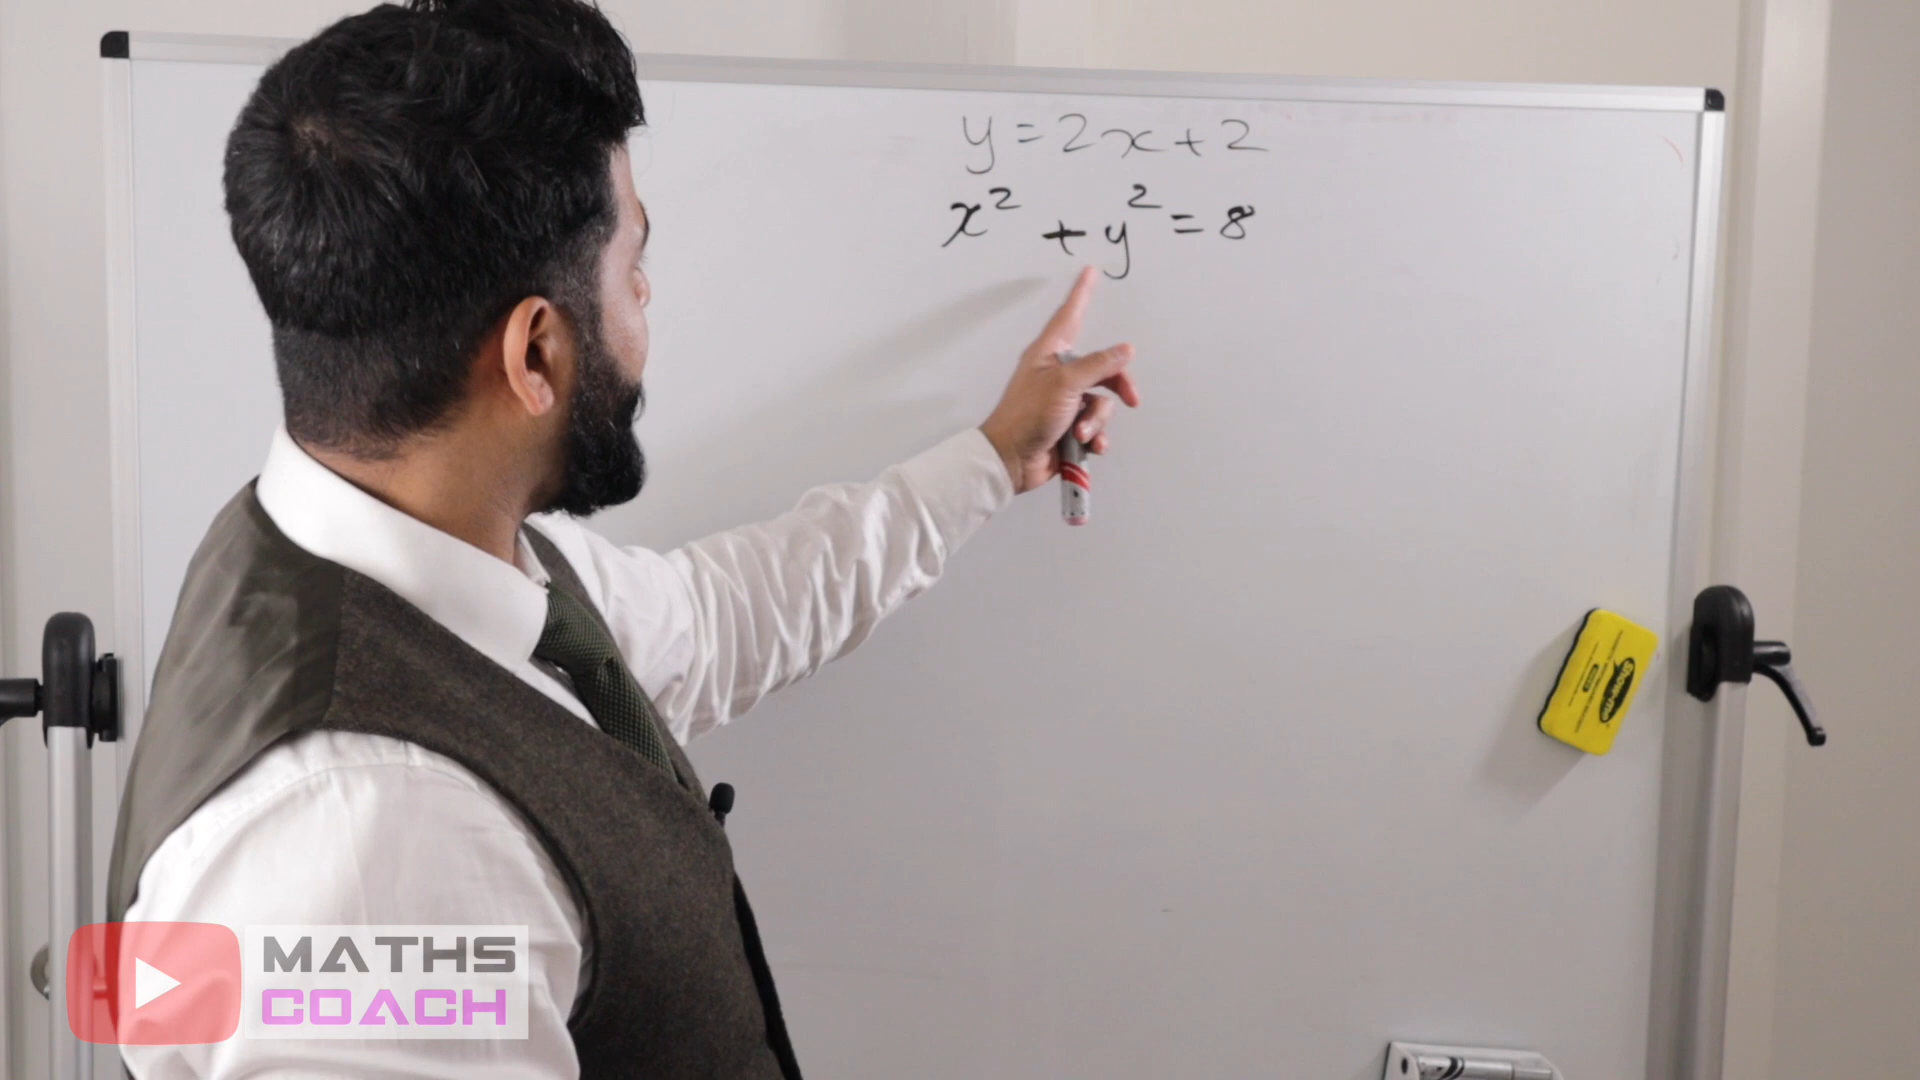 y = 2x + 2
x² + y² = 8
MATHS
COACH